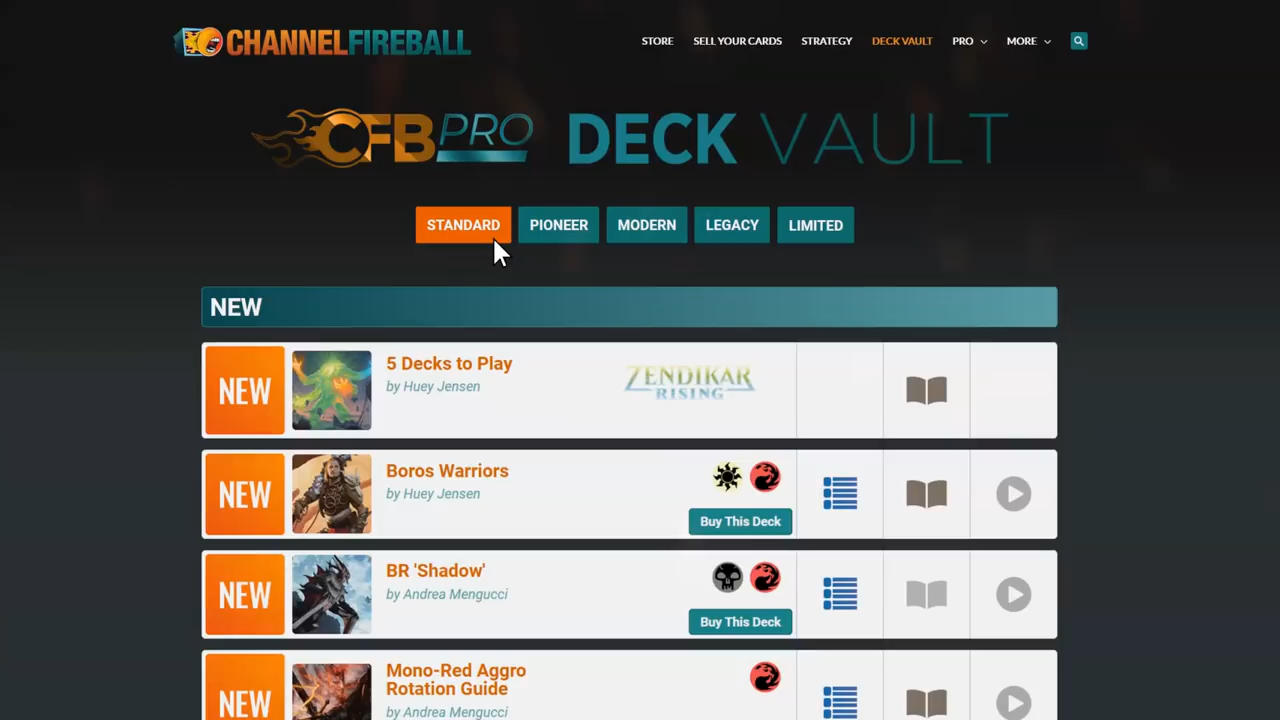 CHANNELFIREBALL
STORE SELL YOUR CARDS STRATEGY DECK VAULT PRO MORE
CFB PRO DECK VAULT
STANDARD PIONEER MODERN LEGACY LIMITED
NEW
NEW
5 Decks to Play
by Huey Jensen
ZENDIKAR
RISING
NEW
Boros Warriors
by Huey Jensen
Buy This Deck
NEW
BR 'Shadow'
by Andrea Mengucci
Buy This Deck
NEW
Mono-Red Aggro
Rotation Guide
by Andrea Mengucci